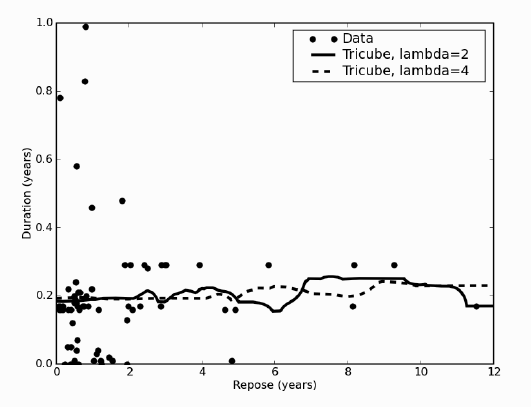 1.0
0.8
0.6
0.4
0.2
0.0
Duration (years)
Data
Tricube, lambda=2
Tricube, lambda=4
0 2 4 6 8 10 12
Repose (years)